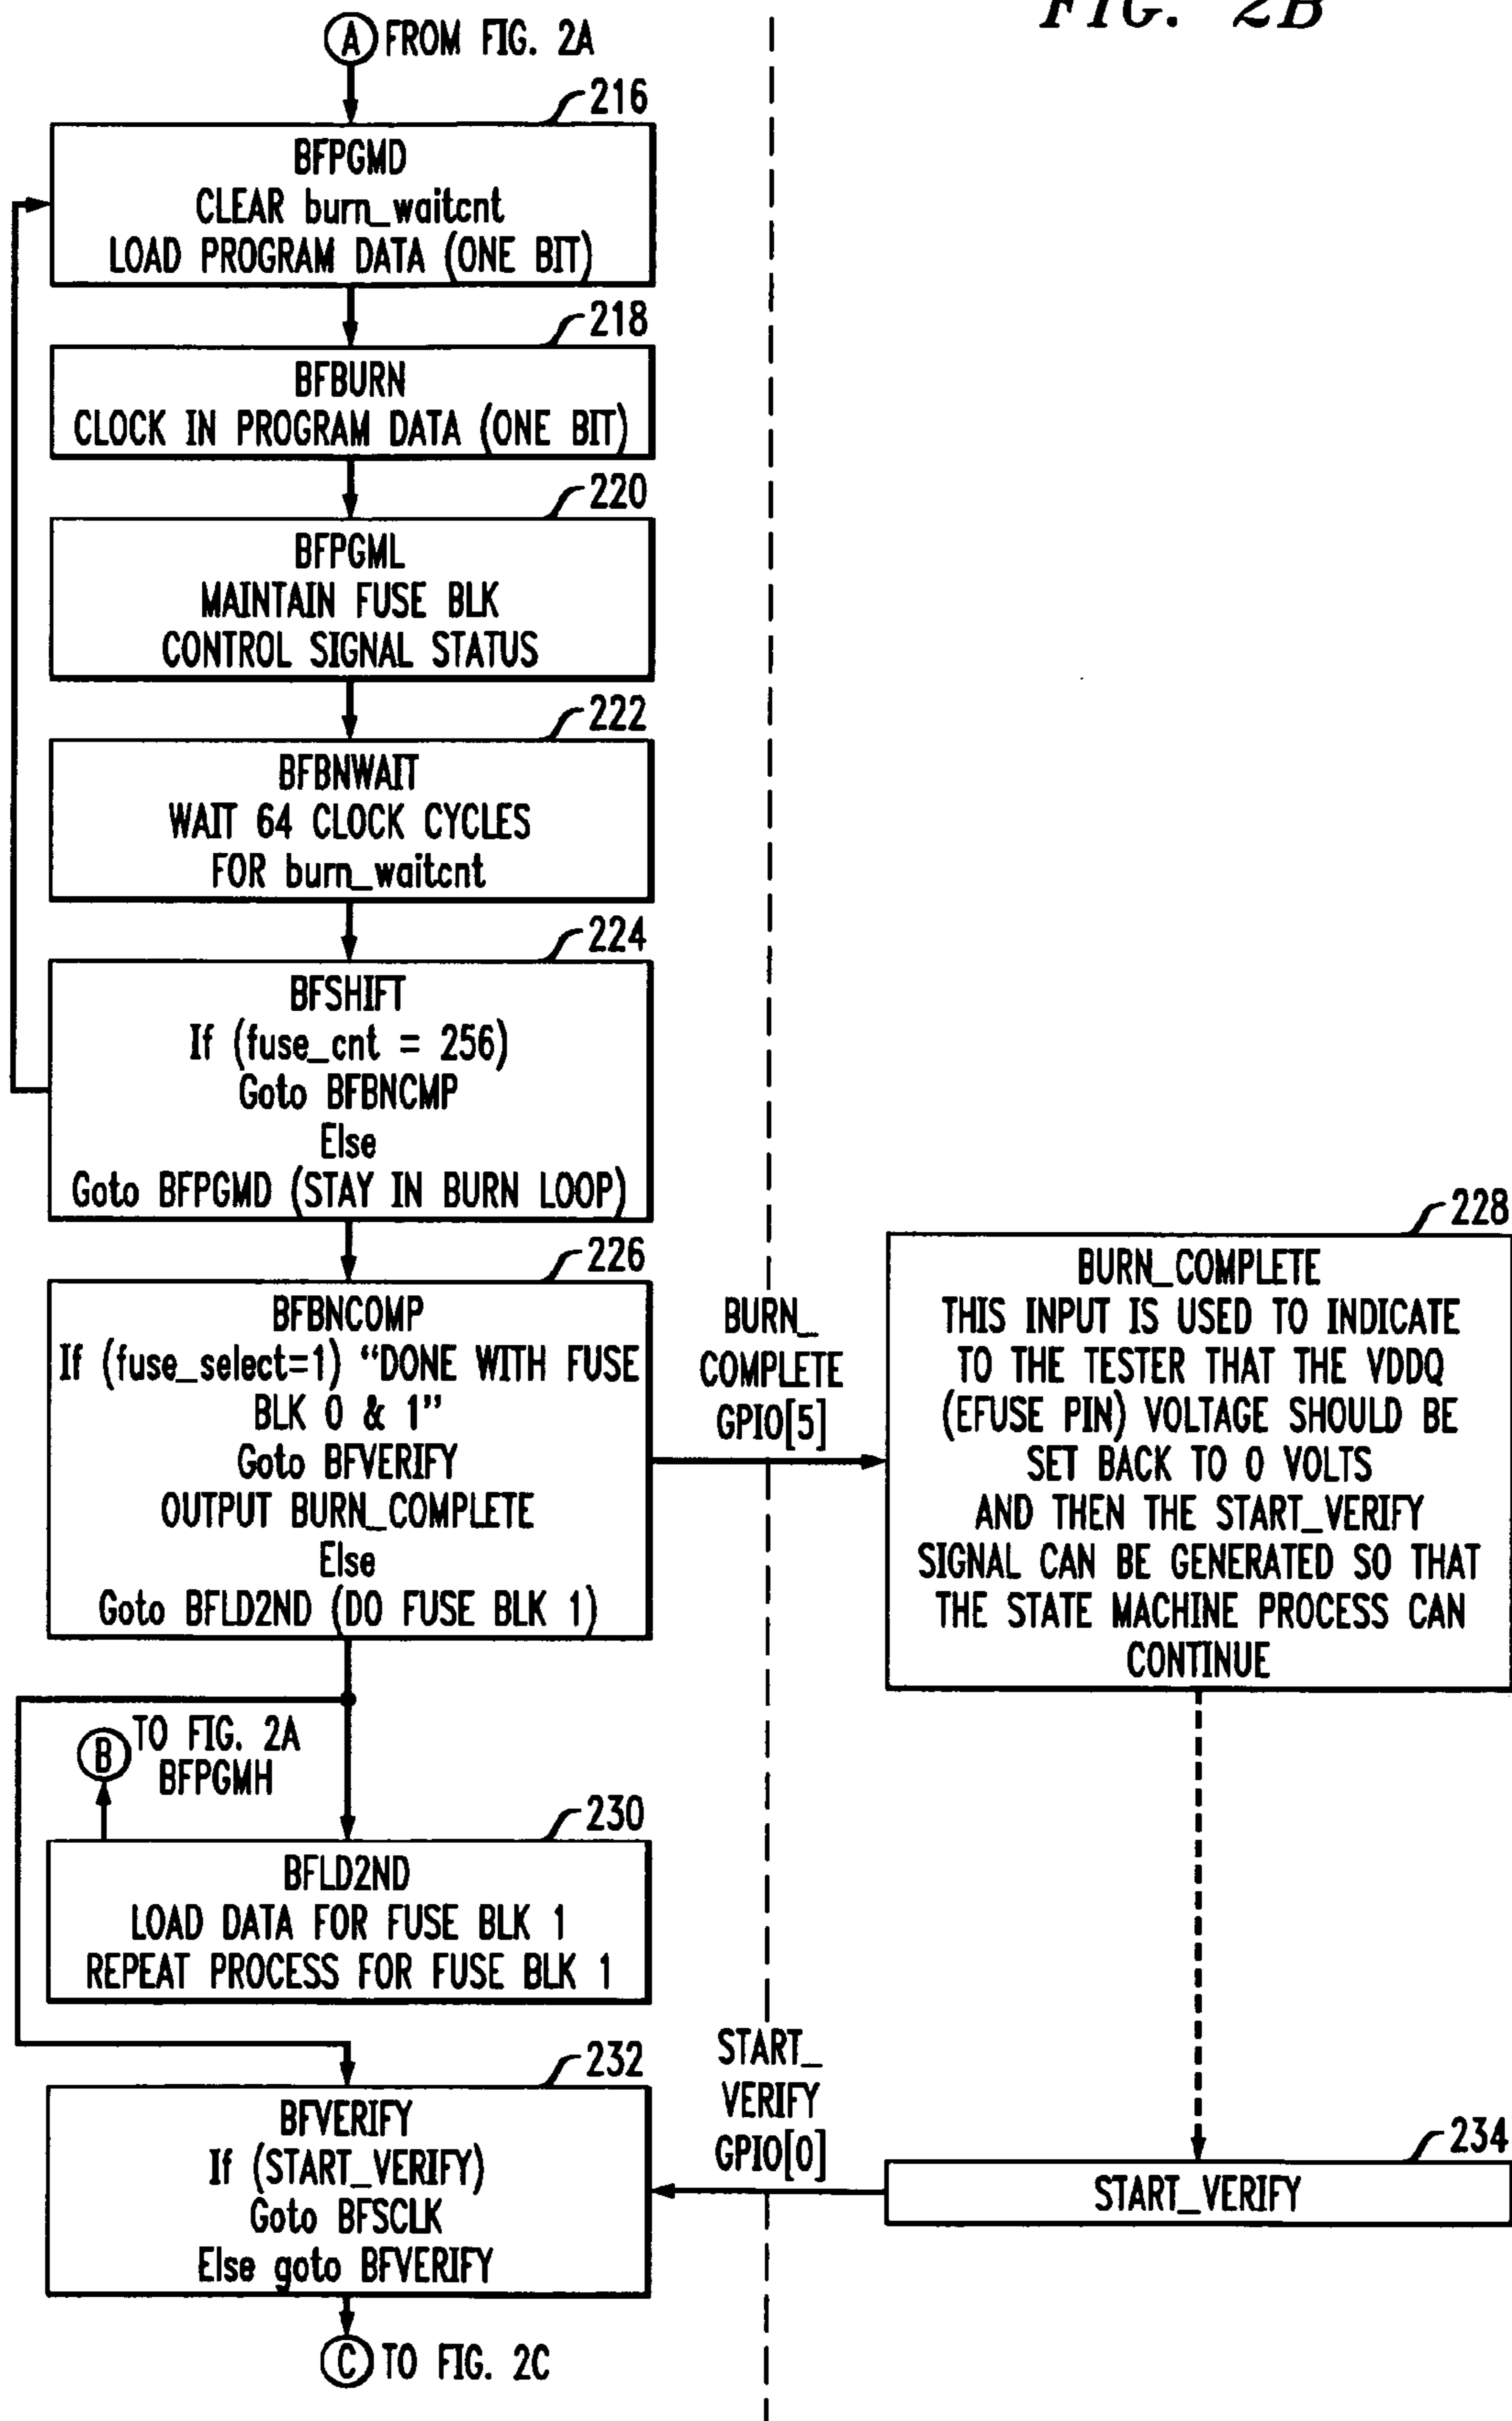 FIG. 2B
A FROM FIG. 2A
216
BFPGMD
CLEAR burn_waitcnt
LOAD PROGRAM DATA (ONE BIT)
218
BFBURN
CLOCK IN PROGRAM DATA (ONE BIT)
220
BFPGML
MAINTAIN FUSE BLK
CONTROL SIGNAL STATUS
222
BFBNWAIT
WAIT 64 CLOCK CYCLES
FOR burn_waitcnt
224
BFSHIFT
If (fuse_cnt = 256)
Goto BFBNCMP
Else
Goto BFPGMD (STAY IN BURN LOOP)
226
BFBNCOMP
If (fuse_select=1) “DONE WITH FUSE
BLK 0 & 1”
Goto BFVERIFY
OUTPUT BURN_COMPLETE
Else
Goto BFLD2ND (DO FUSE BLK 1)
BURN_
COMPLETE
GPIO[5]
228
BURN_COMPLETE
THIS INPUT IS USED TO INDICATE
TO THE TESTER THAT THE VDDQ
(EFUSE PIN) VOLTAGE SHOULD BE
SET BACK TO 0 VOLTS
AND THEN THE START_VERIFY
SIGNAL CAN BE GENERATED SO THAT
THE STATE MACHINE PROCESS CAN
CONTINUE
B TO FIG. 2A
BFPGMH
230
BFLD2ND
LOAD DATA FOR FUSE BLK 1
REPEAT PROCESS FOR FUSE BLK 1
232
BFVERIFY
If (START_VERIFY)
Goto BFSCLK
Else goto BFVERIFY
START_
VERIFY
GPIO[0]
234
START_VERIFY
C TO FIG. 2C